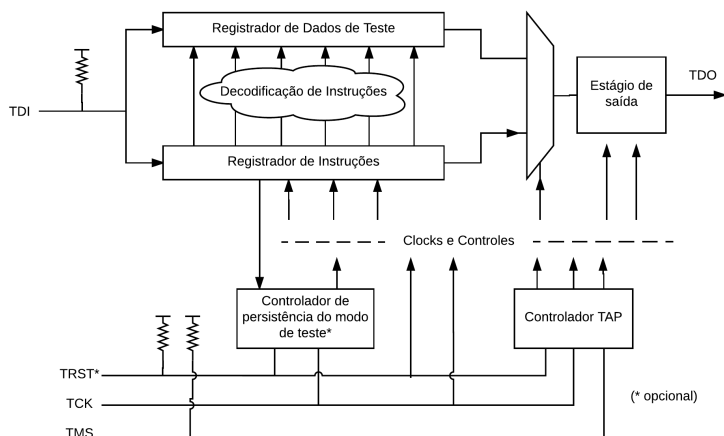 Registrador de Dados de Teste
TDO
Estágio de
saída
Decodificação de Instruções
TDI
Registrador de Instruções
Clocks e Controles
Controlador de
persistência do modo
de teste*
Controlador TAP
TRST*
(* opcional)
TCK
TMS